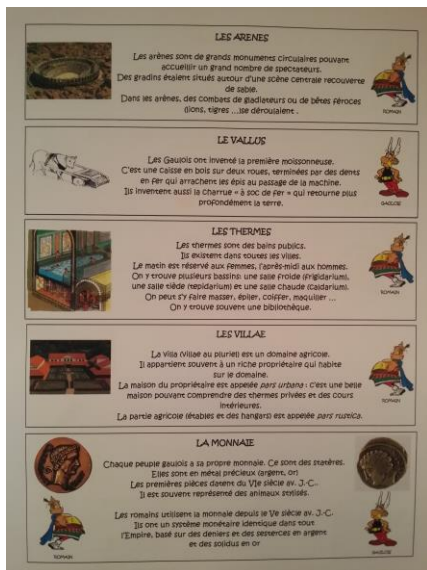 LES ARENES
Les arènes sont de grands monuments circulaires pouvant
accueillir un grand nombre de spectateurs.
Des gradins étaient situés autour d'une scène centrale recouverte
de sable.
Dans les arènes, des combats de gladiateurs ou de bêtes féroces
(lions, tigres ...)se déroulaient .
ROMAIN
LE VALLUS
Les Gaulois ont inventé la première moissonneuse.
C'est une caisse en bois sur deux roues, terminées par des dents
en fer qui arrachent les épis au passage de la machine.
Ils inventent aussi la charrue « à soc de fer » qui retourne plus
profondément la terre.
GAULOIS
LES THERMES
Les thermes sont des bains publics.
Ils existent dans toutes les villes.
Le matin est réservé aux femmes, l'après-midi aux hommes.
On y trouve plusieurs bassins: une salle froide (frigidarium),
une salle tiède (tepidarium) et une salle chaude (caldarium).
On peut s'y faire masser, épiler, coiffer, maquiller ...
On y trouve souvent une bibliothèque.
ROMAIN
LES VILLAE
La villa (villae au pluriel) est un domaine agricole.
Il appartient souvent à un riche propriétaire qui habite
sur le domaine.
La maison du propriétaire est appelée pars urbana : c'est une belle
maison pouvant comprendre des thermes privés et des cours
intérieures.
La partie agricole (étables et des hangars) est appelée pars rustica.
ROMAIN
LA MONNAIE
Chaque peuple gaulois a sa propre monnaie. Ce sont des statères.
Elles sont en métal précieux (argent, or)
Les premières pièces datent du VIe siècle av. J.-C..
Il est souvent représenté des animaux stylisés.
Les romains utilisent la monnaie depuis le Ve siècle av. J.-C.
Ils ont un système monétaire identique dans tout
l'Empire, basé sur des deniers et des sesterces en argent
et des solidus en or
ROMAIN
GAULOIS